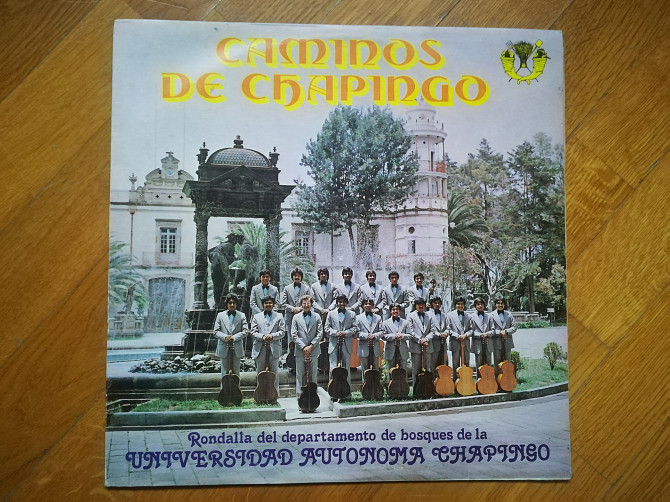 CAMINOS
DE CHAPINGO
Rondalla del departamento de bosques de la
UNIVERSIDAD AUTONOMA CHAPINGO